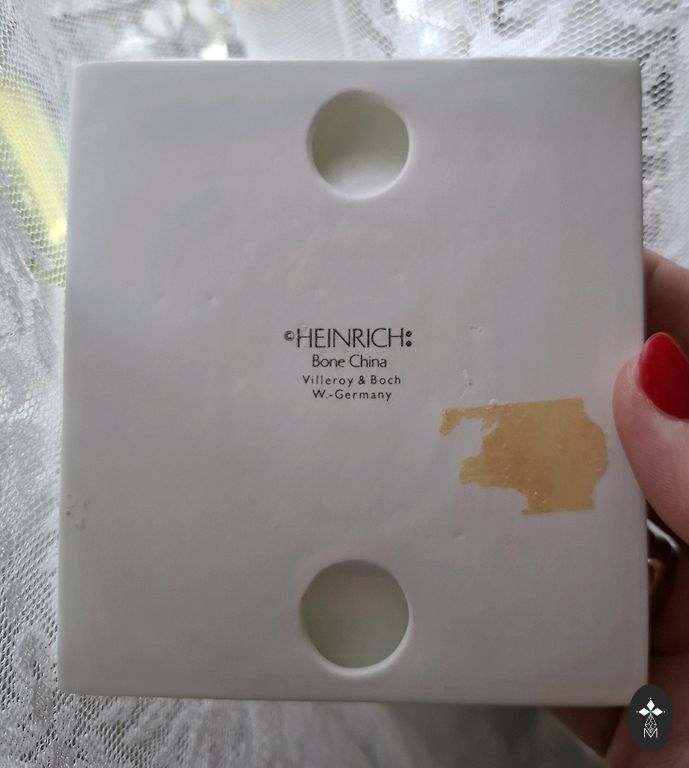 ©HEINRICH:
Bone China
Villeroy & Boch
W.-Germany